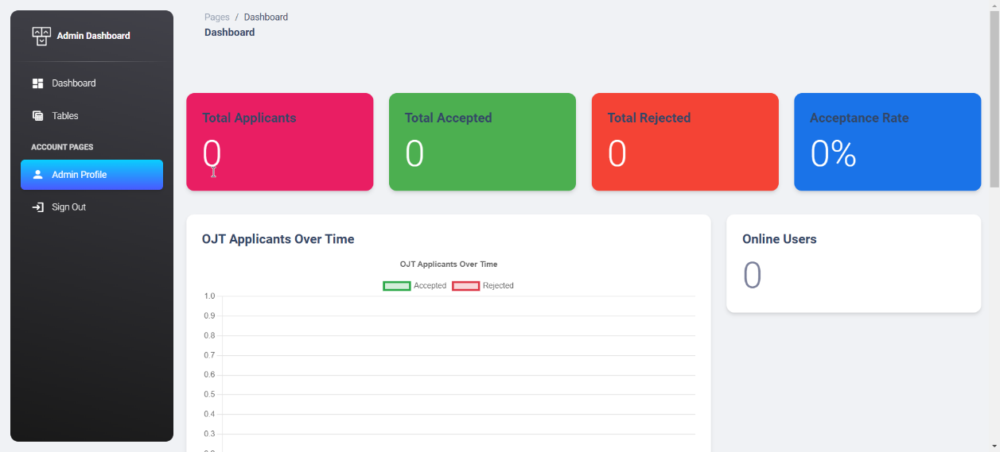 Admin Dashboard
Dashboard
Tables
ACCOUNT PAGES
Admin Profile
Sign Out
Pages / Dashboard
Dashboard
Total Applicants
0
Total Accepted
0
Total Rejected
0
Acceptance Rate
0%
OJT Applicants Over Time
OJT Applicants Over Time
Accepted Rejected
1.0
0.9
0.8
0.7
0.6
0.5
0.4
0.3
Online Users
0